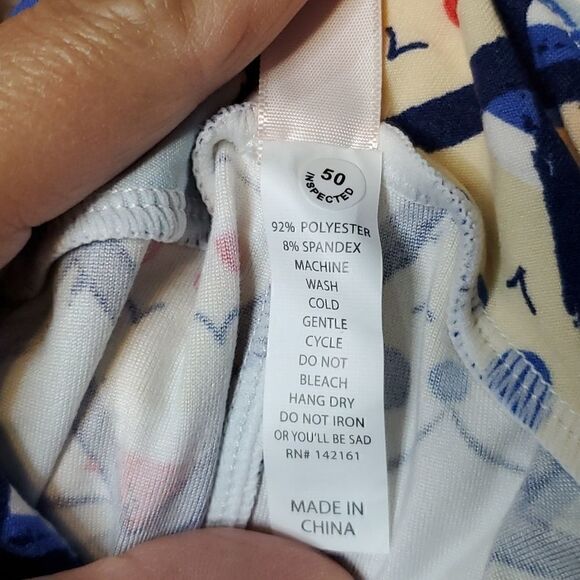 50
INSPECTED
92% POLYESTER
8% SPANDEX
MACHINE
WASH
COLD
GENTLE
CYCLE
DO NOT
BLEACH
HANG DRY
DO NOT IRON
OR YOU'LL BE SAD
RN# 142161
MADE IN
CHINA